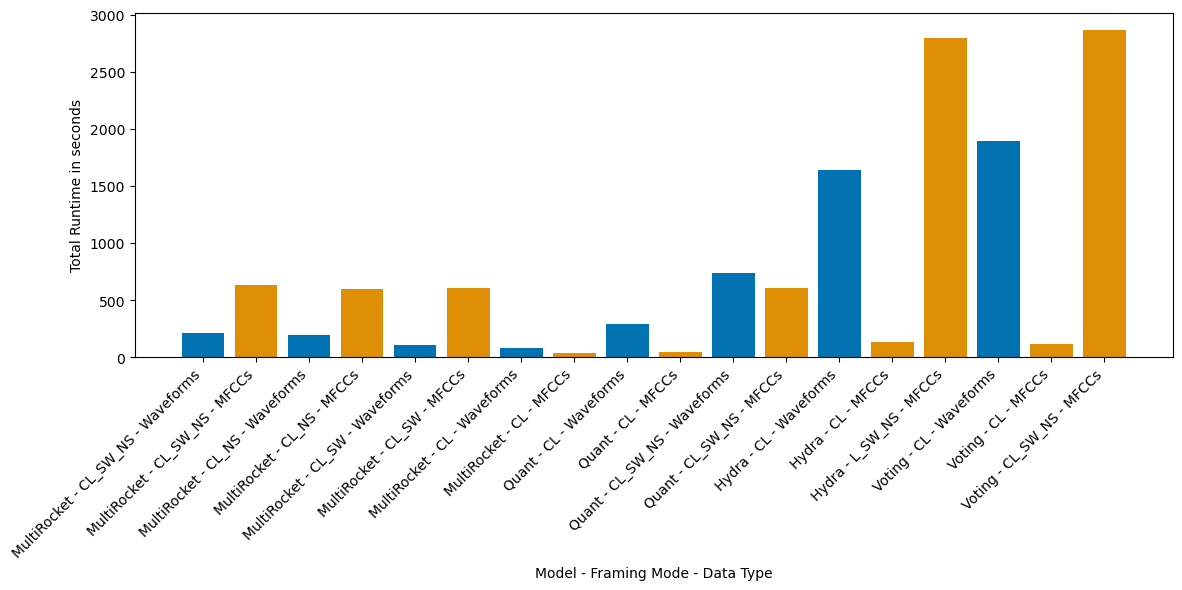 Total Runtime in seconds
3000
2500
2000
1500
1000
500
0
MultiRocket - CL_SW_NS - Waveforms
MultiRocket - CL_SW_NS - MFCCs
MultiRocket - CL_NS - Waveforms
MultiRocket - CL_NS - MFCCs
MultiRocket - CL_SW - Waveforms
MultiRocket - CL_SW - MFCCs
MultiRocket - CL - Waveforms
MultiRocket - CL - MFCCs
Quant - CL - Waveforms
Quant - CL - MFCCs
Quant - CL_SW_NS - Waveforms
Quant - CL_SW_NS - MFCCs
Hydra - CL - Waveforms
Hydra - CL - MFCCs
Hydra - L_SW_NS - MFCCs
Voting - CL - Waveforms
Voting - CL - MFCCs
Voting - CL_SW_NS - MFCCs
Model - Framing Mode - Data Type